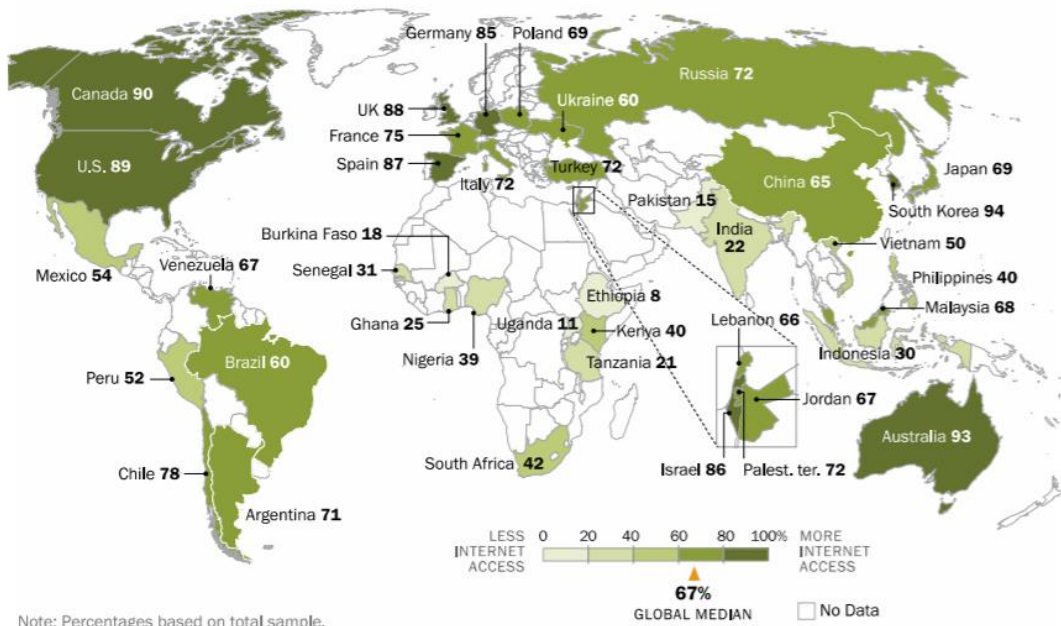 Germany 85
Poland 69
Russia 72
Canada 90
UK 88
Ukraine 60
France 75
U.S. 89
Spain 87
Italy 72
Turkey 72
China 65
Japan 69
Pakistan 15
South Korea 94
India
22
Burkina Faso 18
Vietnam 50
Mexico 54
Venezuela 67
Senegal 31
Philippines 40
Ethiopia 8
Malaysia 68
Ghana 25
Uganda 11
Kenya 40
Lebanon 66
Nigeria 39
Tanzania 21
Indonesia 30
Brazil 60
Peru 52
Jordan 67
Australia 93
South Africa 42
Israel 86
Palest. ter. 72
Chile 78
Argentina 71
LESS
INTERNET
ACCESS
0 20 40 60 80 100%
MORE
INTERNET
ACCESS
67%
GLOBAL MEDIAN
No Data
Note: Percentages based on total sample.